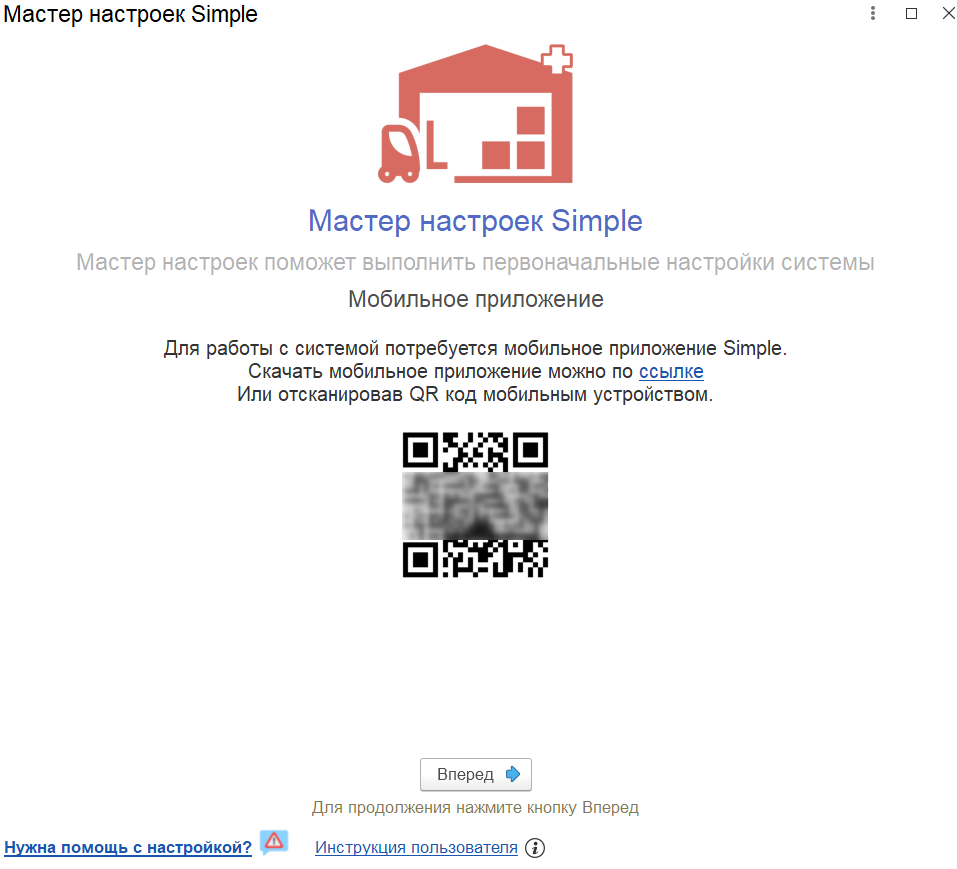 Мастер настроек Simple
Мастер настроек Simple
Мастер настроек поможет выполнить первоначальные настройки системы
Мобильное приложение
Для работы с системой потребуется мобильное приложение Simple.
Скачать мобильное приложение можно по ссылке
Или отсканировав QR код мобильным устройством.
Вперед
Для продолжения нажмите кнопку Вперед
Нужна помощь с настройкой? Инструкция пользователя